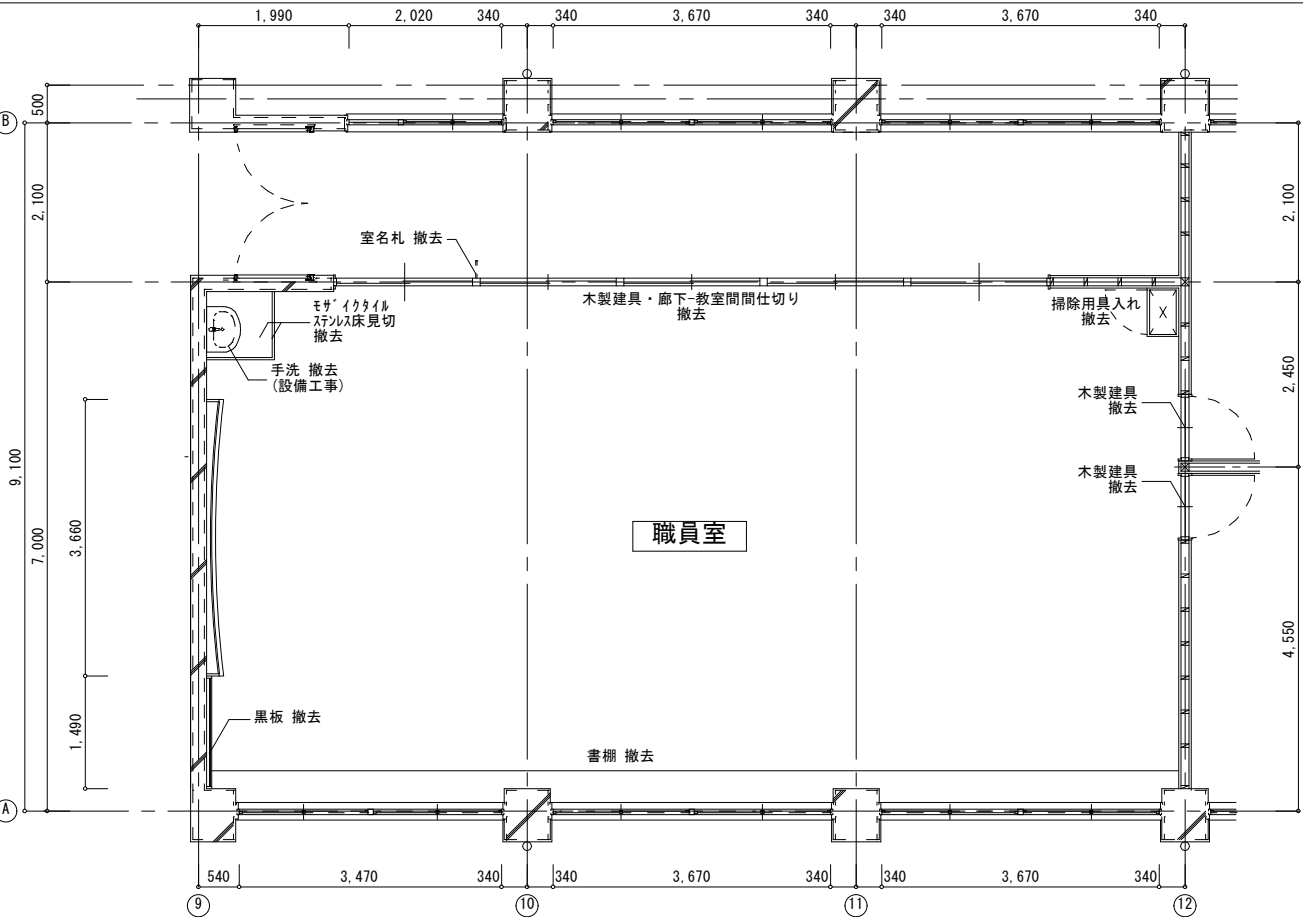 1,990
2,020
340
340
3,670
340
340
3,670
340
500
B
2,100
2,100
室名札 撤去
木製建具・廊下-教室間間仕切り
撤去
モザイクタイル
ステンレス床見切
撤去
手洗 撤去
(設備工事)
掃除用具入れ
撤去
2,450
木製建具
撤去
木製建具
撤去
9,100
7,000
3,660
職員室
4,550
1,490
黒板 撤去
書棚 撤去
A
540
3,470
340
340
3,670
340
340
3,670
340
9
10
11
12